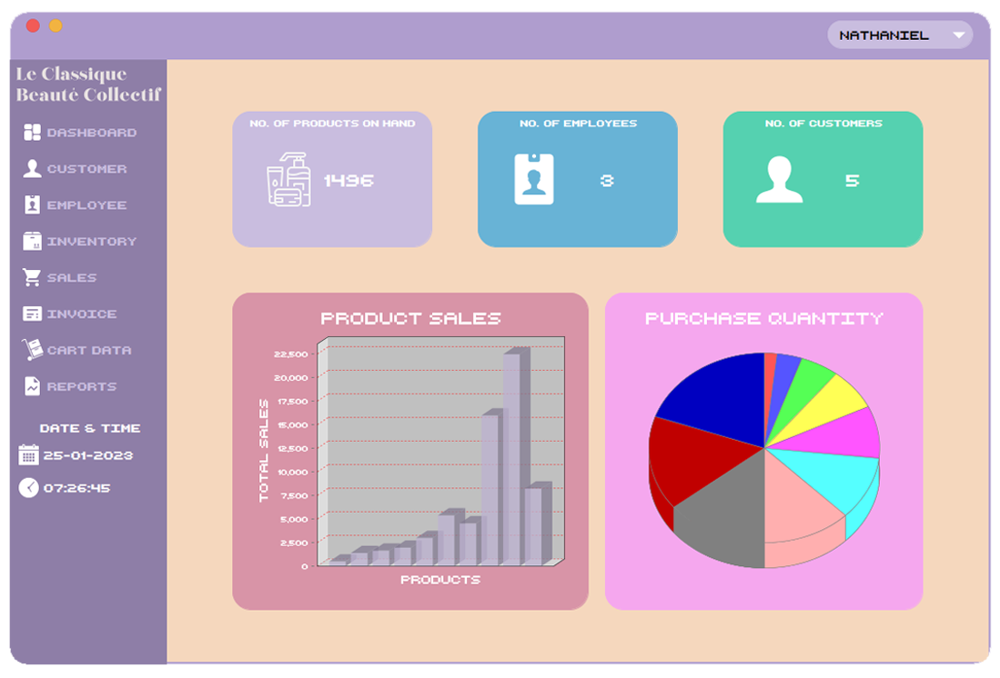 NATHANIEL
Le Classique
Beauté Collectif
DASHBOARD
CUSTOMER
EMPLOYEE
INVENTORY
SALES
INVOICE
CART DATA
REPORTS
DATE & TIME
25-01-2023
07:26:45
NO. OF PRODUCTS ON HAND
1496
NO. OF EMPLOYEES
3
NO. OF CUSTOMERS
5
PRODUCT SALES
TOTAL SALES
22,500
20,000
17,500
15,000
12,500
10,000
7,500
5,000
2,500
0
PRODUCTS
PURCHASE QUANTITY